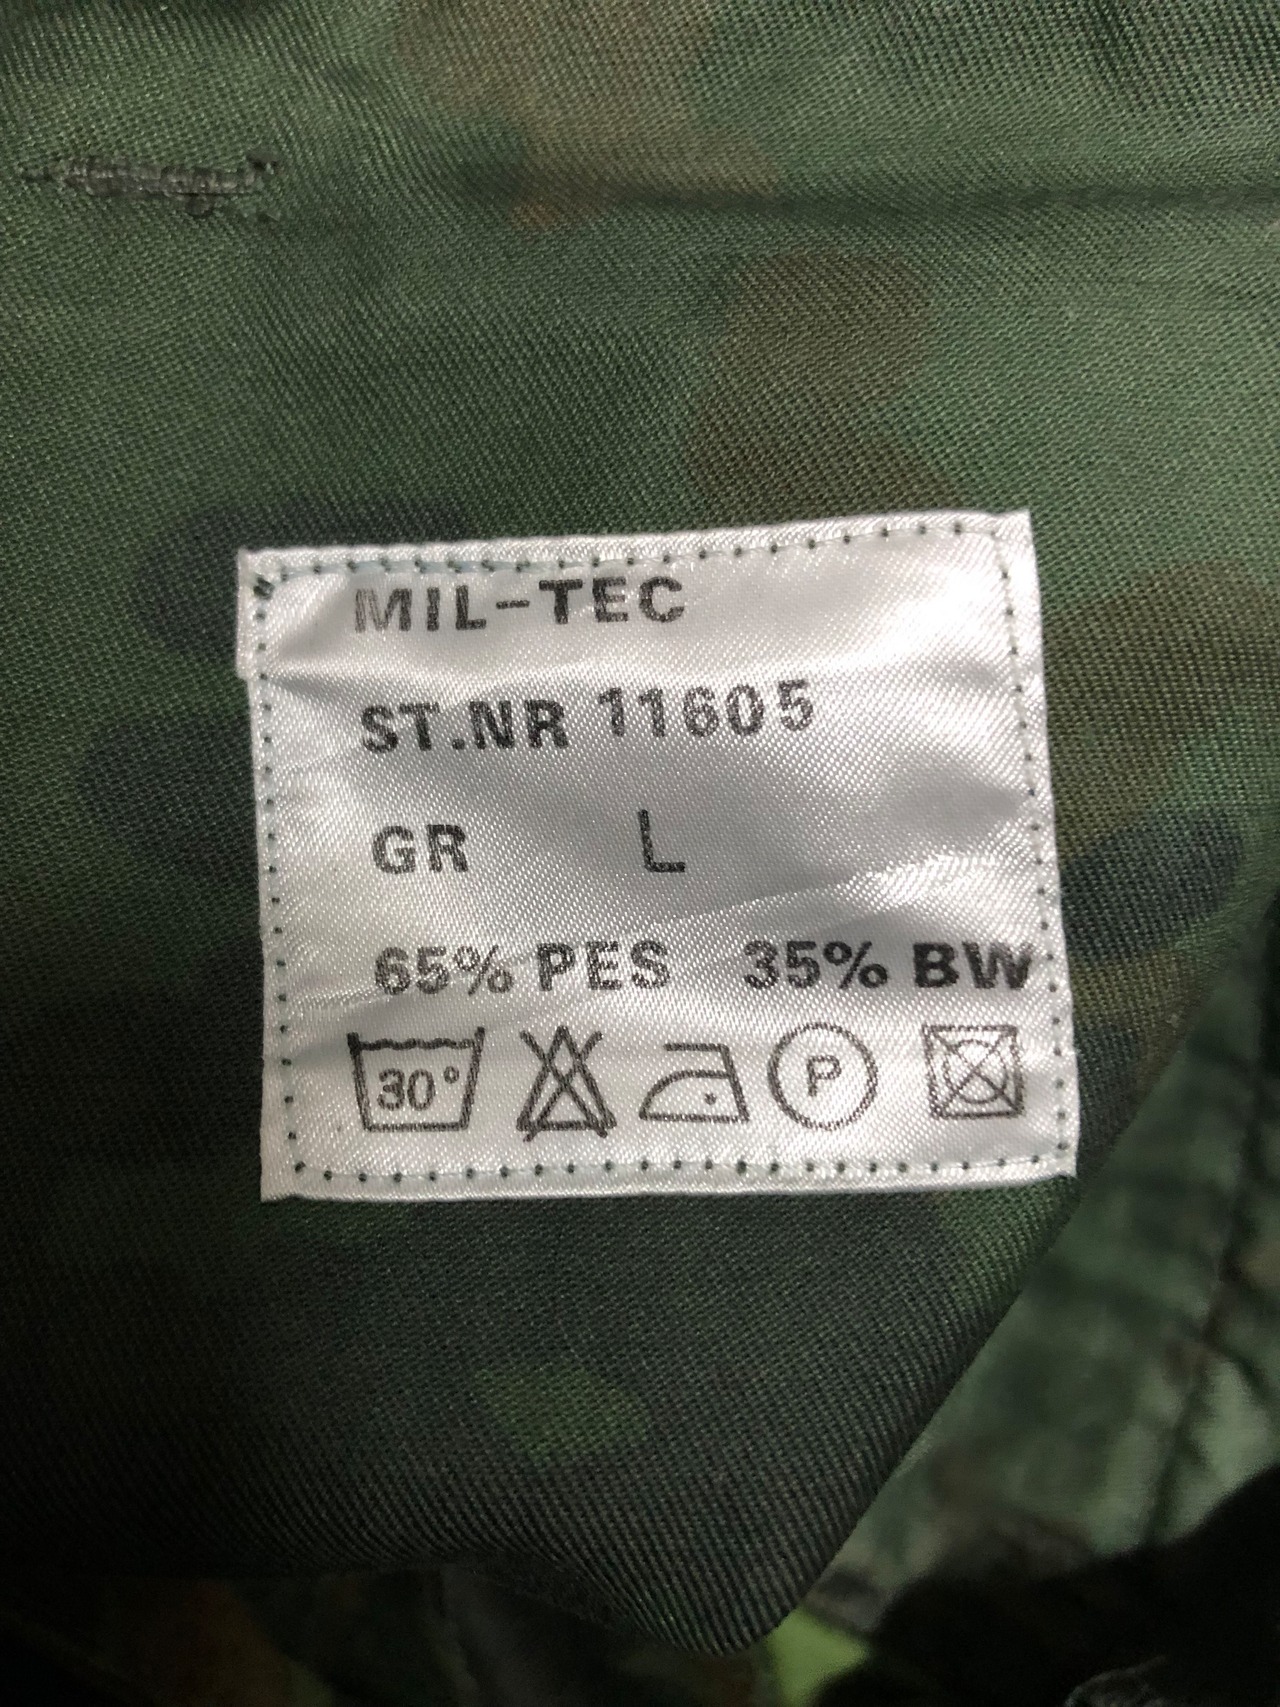 MIL-TEC
ST.NR 11605
GR L
65% PES 35% BW
30° P